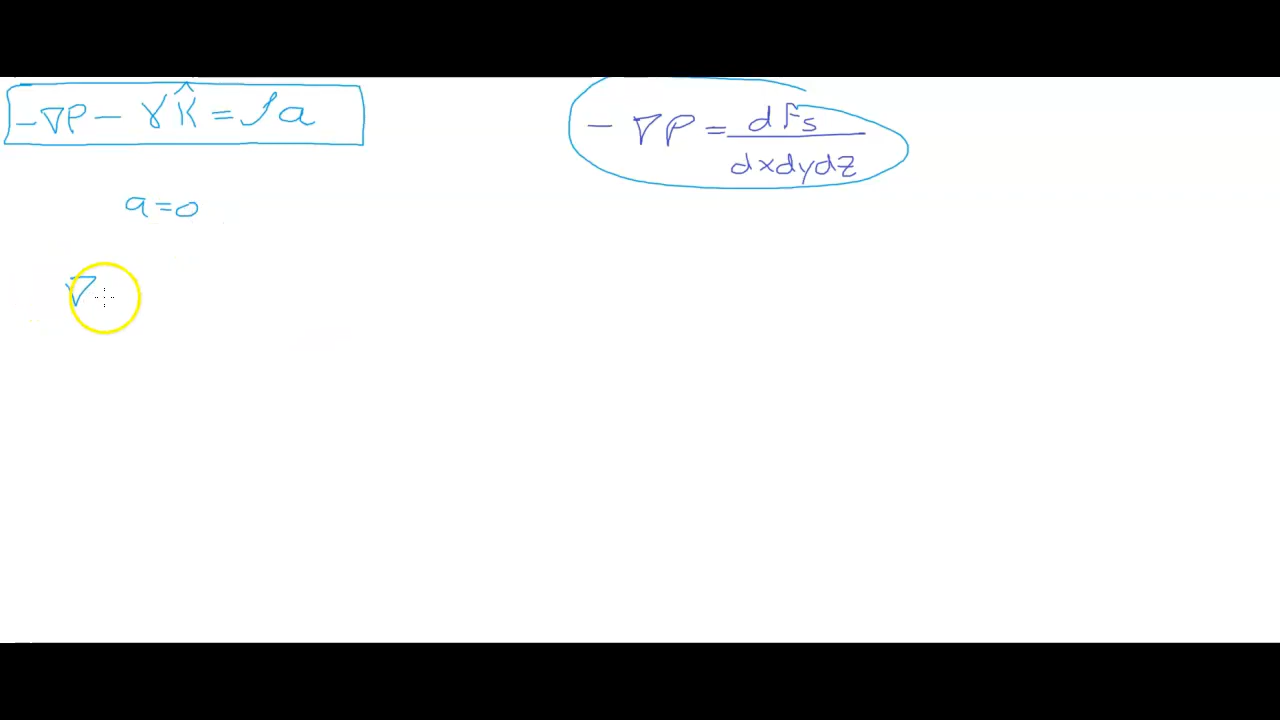 -∇P - γk̂ = ρa
-∇P = dFs / dxdydz
a=0
∇